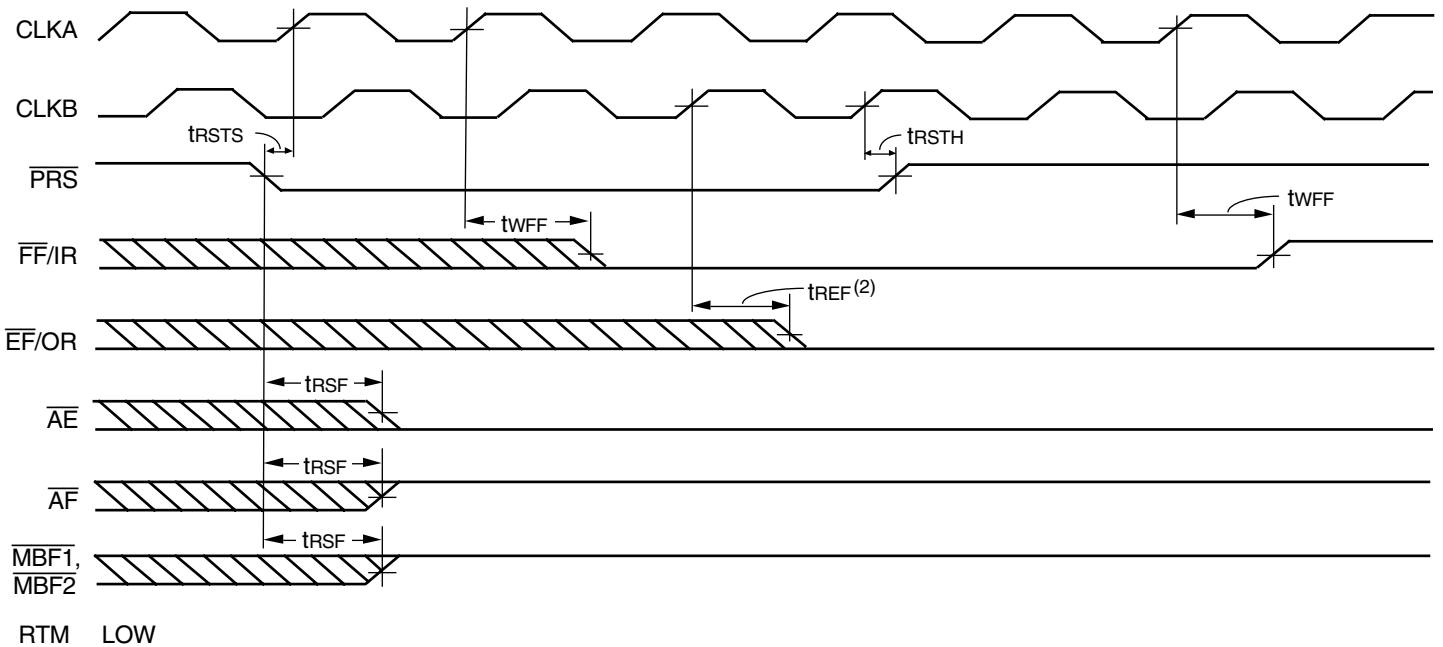 CLKA
CLKB
tRSTS
tRSTH
PRS
tWFF
tWFF
FF/IR
tREF(2)
EF/OR
tRSF
AE
tRSF
AF
tRSF
MBF1,
MBF2
RTM LOW